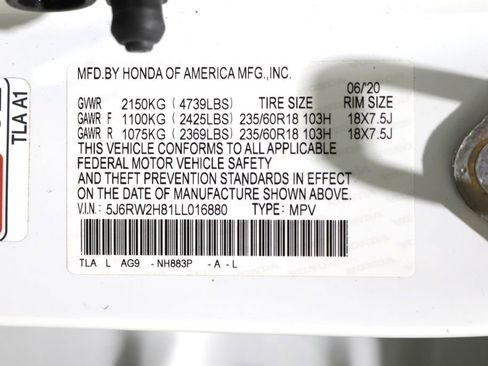 MFD.BY HONDA OF AMERICA MFG.,INC.
06/'20
GVWR 2150KG ( 4739LBS) TIRE SIZE RIM SIZE
GAWR F 1100KG ( 2425LBS) 235/60R18 103H 18X7.5J
GAWR R 1075KG ( 2369LBS) 235/60R18 103H 18X7.5J
THIS VEHICLE CONFORMS TO ALL APPLICABLE
FEDERAL MOTOR VEHICLE SAFETY
AND THEFT PREVENTION STANDARDS IN EFFECT
ON THE DATE OF MANUFACTURE SHOWN ABOVE.
V.I.N.: 5J6RW2H81LL016880 TYPE: MPV
TLA L AG9 -NH883P -A-L
TLA A1